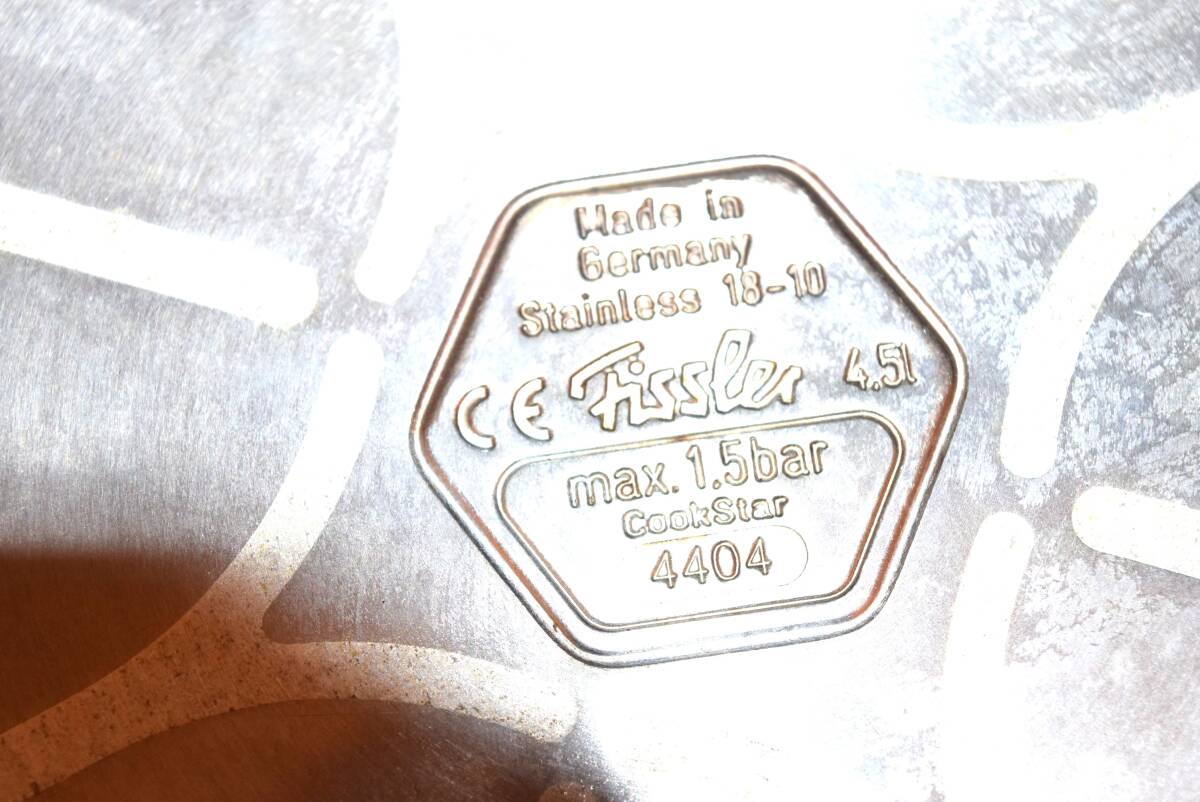 Made in
Germany
Stainless 18-10
CE Fissler 4,5l
max. 1.5bar
CookStar
4404